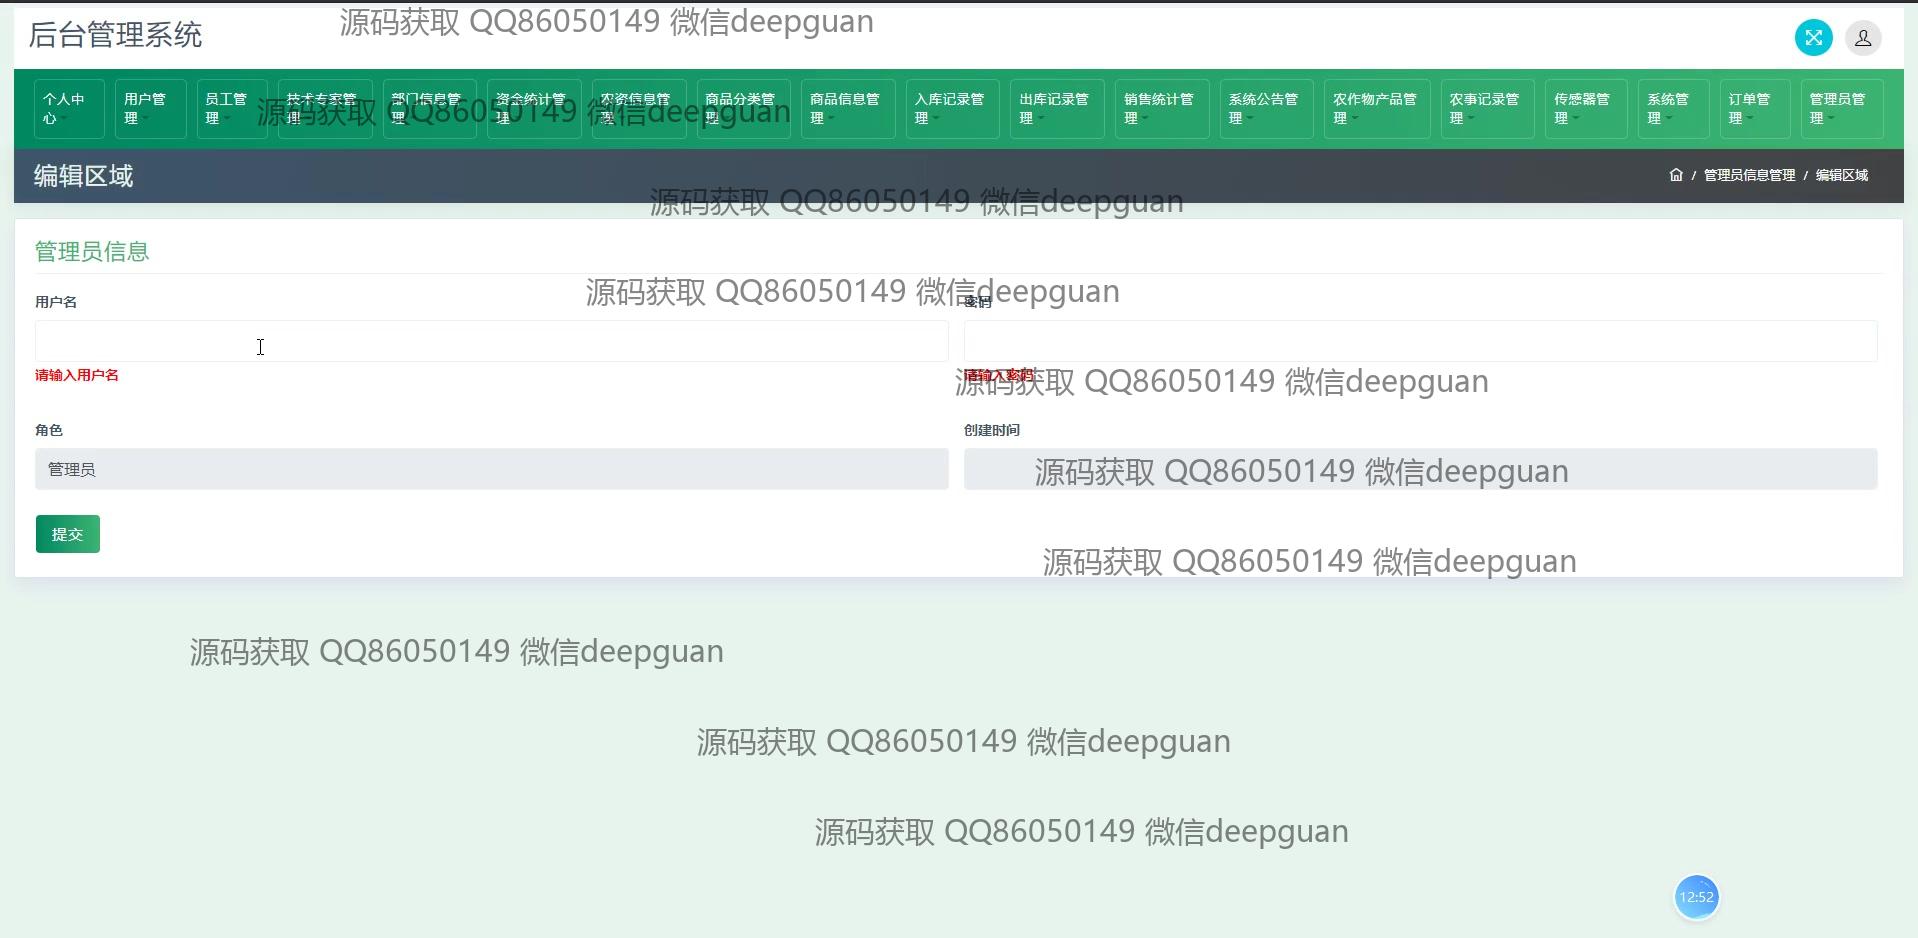 源码获取 QQ86050149 微信deepguan
后台管理系统
个人中心
用户管理
员工管理
技术专家管理
部门信息管理
资金统计管理
农资信息管理
商品分类管理
商品信息管理
入库记录管理
出库记录管理
销售统计管理
系统公告管理
农作物产品管理
农事记录管理
传感器管理
系统管理
订单管理
管理员管理
源码获取 QQ86050149 微信deepguan
编辑区域
/ 管理员信息管理 / 编辑区域
源码获取 QQ86050149 微信deepguan
管理员信息
源码获取 QQ86050149 微信deepguan
用户名
密码
请输入用户名
请输入密码
源码获取 QQ86050149 微信deepguan
角色
创建时间
管理员
源码获取 QQ86050149 微信deepguan
提交
源码获取 QQ86050149 微信deepguan
源码获取 QQ86050149 微信deepguan
源码获取 QQ86050149 微信deepguan
源码获取 QQ86050149 微信deepguan
12:52